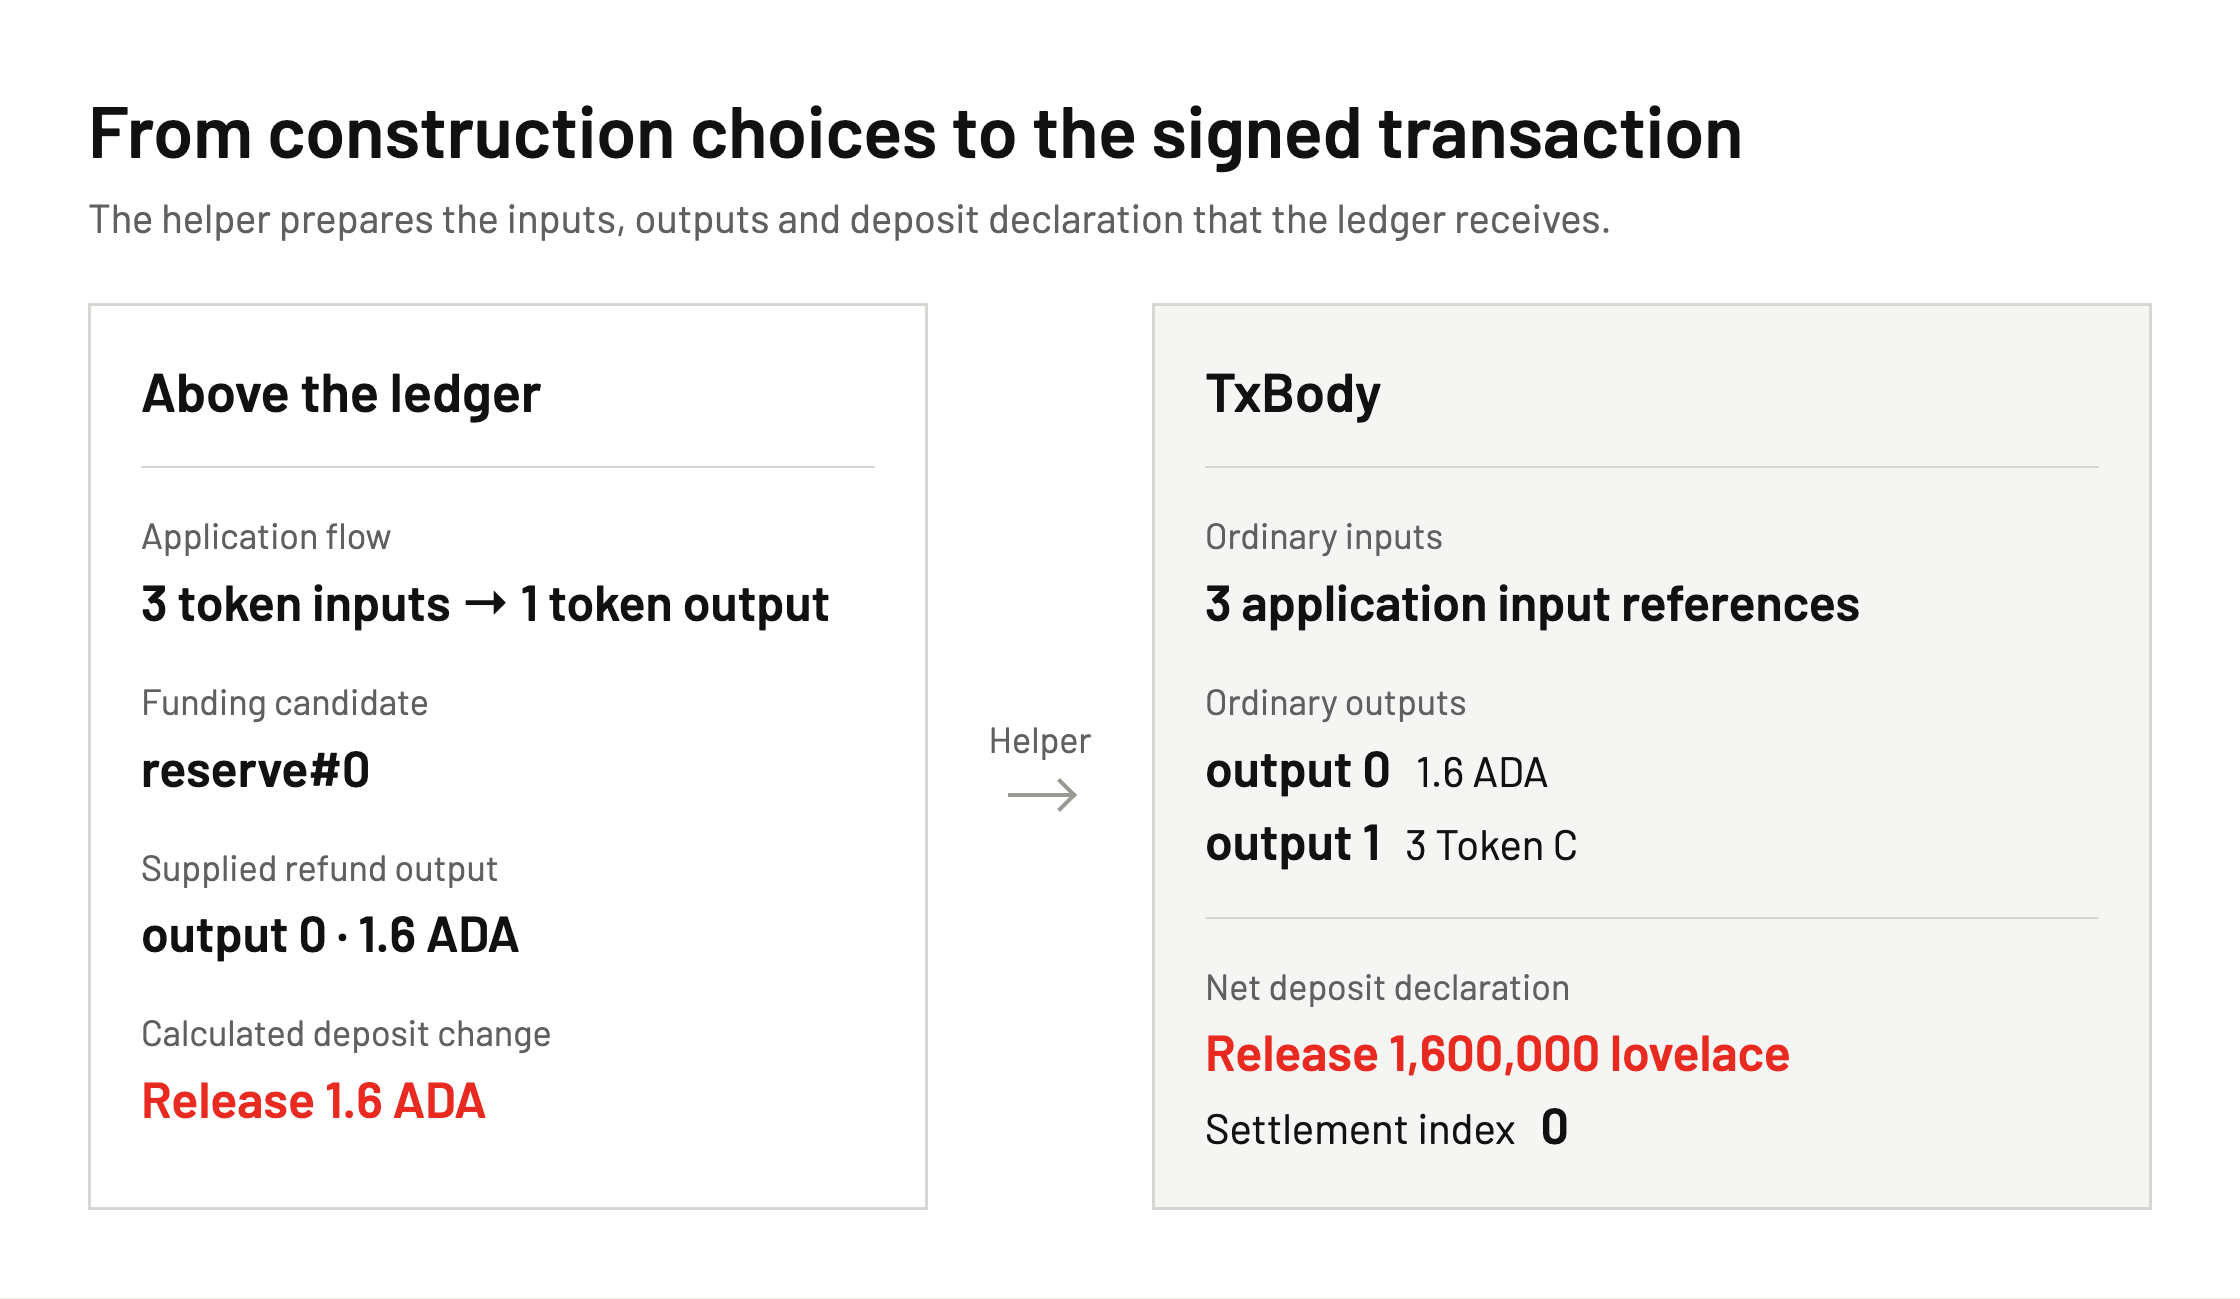 From construction choices to the signed transaction
The helper prepares the inputs, outputs and deposit declaration that the ledger receives.
Above the ledger
Application flow
3 token inputs → 1 token output
Funding candidate
reserve#0
Supplied refund output
output 0 · 1.6 ADA
Calculated deposit change
Release 1.6 ADA
Helper
TxBody
Ordinary inputs
3 application input references
Ordinary outputs
output 0 1.6 ADA
output 1 3 Token C
Net deposit declaration
Release 1,600,000 lovelace
Settlement index 0